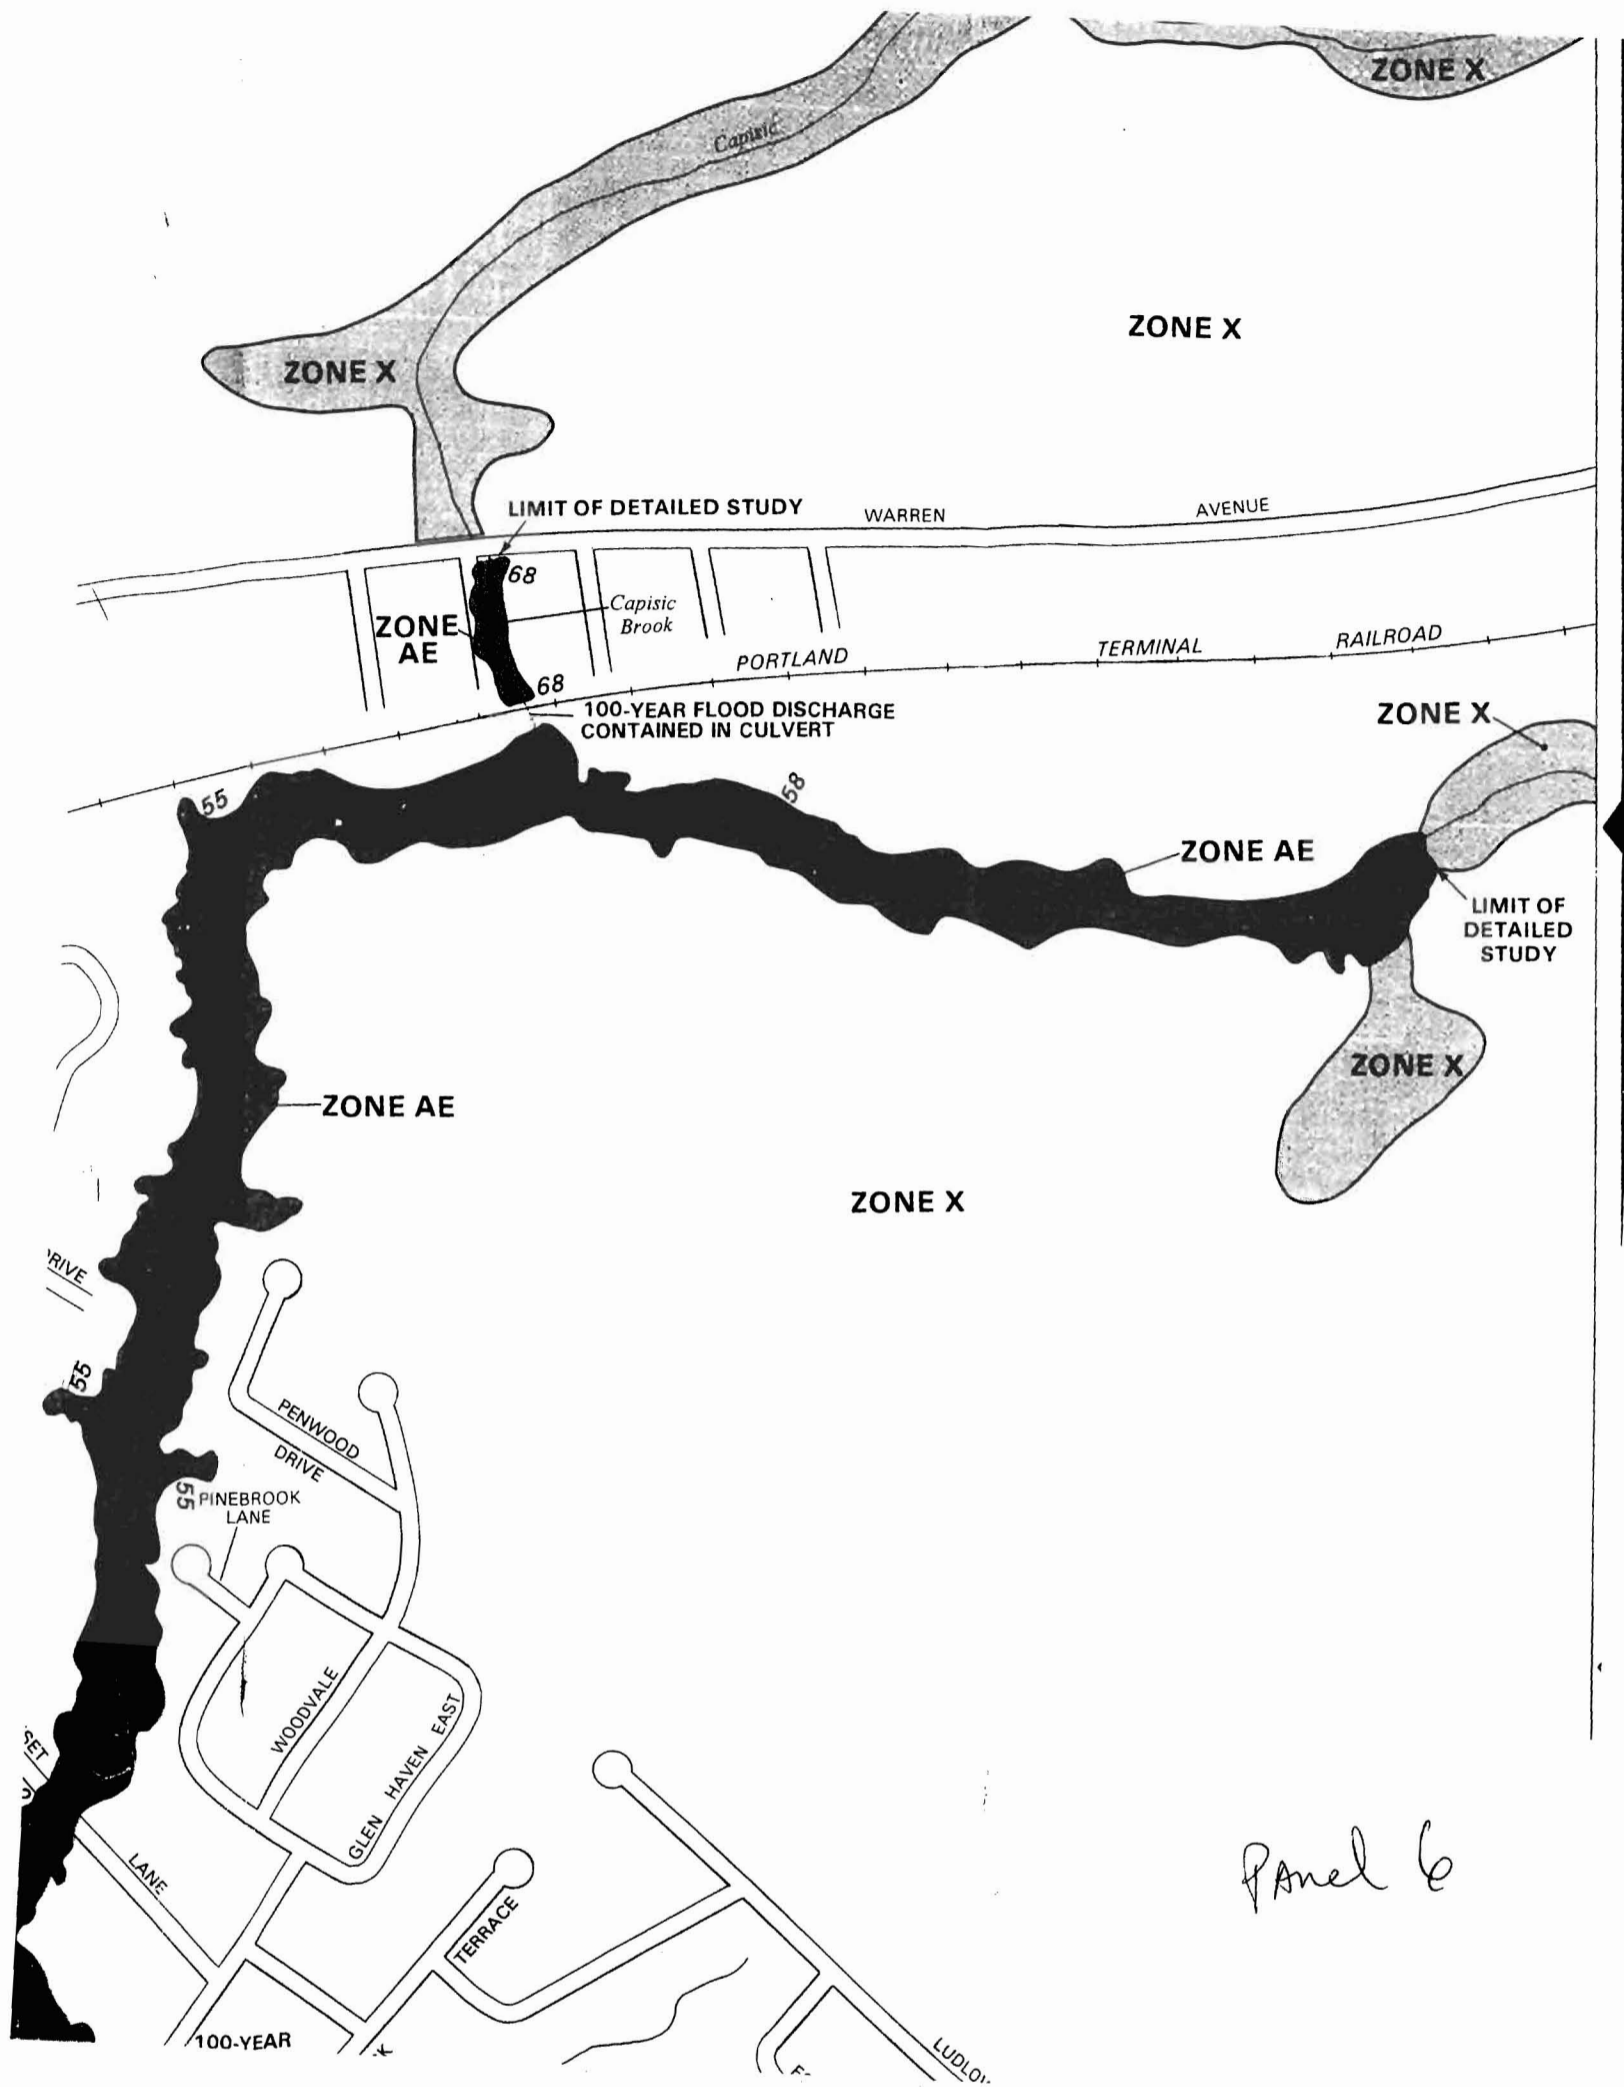 ZONE X
Capisic
ZONE X
ZONE X
LIMIT OF DETAILED STUDY
WARREN AVENUE
68
Capisic
Brook
ZONE
AE
PORTLAND TERMINAL RAILROAD
68
100-YEAR FLOOD DISCHARGE
CONTAINED IN CULVERT
ZONE X
55
58
ZONE AE
LIMIT OF
DETAILED
STUDY
ZONE X
ZONE AE
ZONE X
RIVE
55
PENWOOD
DRIVE
55
PINEBROOK
LANE
WOODVALE
GLEN HAVEN EAST
SET
LANE
TERRACE
Panel 6
100-YEAR
K
LUDLOW